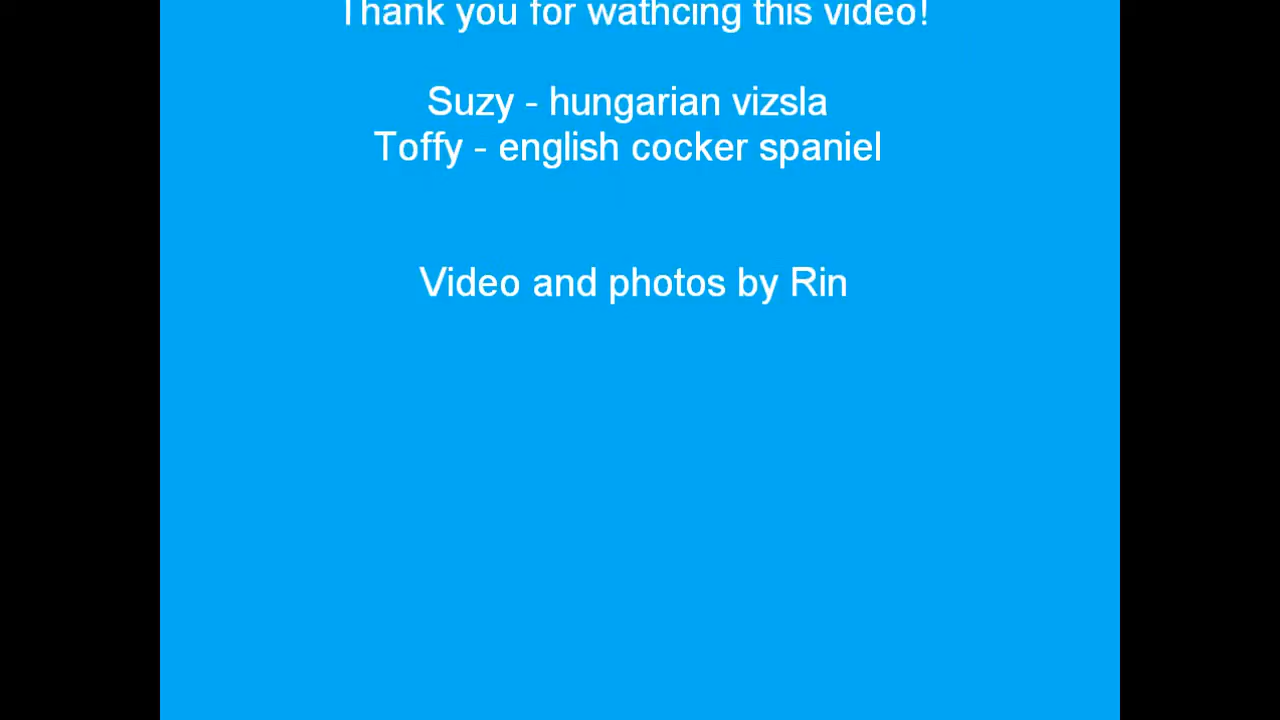 Thank you for wathcing this video!
Suzy - hungarian vizsla
Toffy - english cocker spaniel
Video and photos by Rin